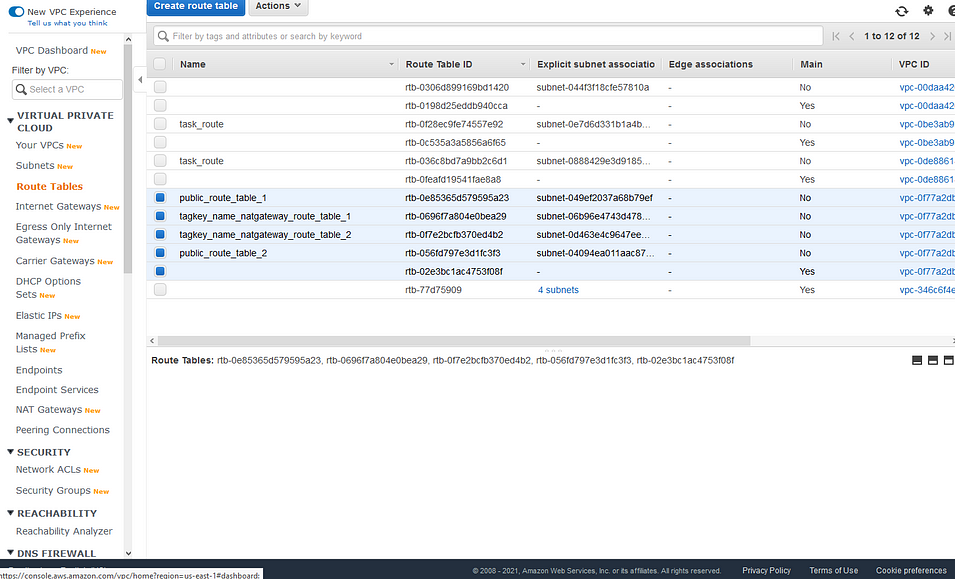 New VPC Experience
Tell us what you think
VPC Dashboard New
Filter by VPC:
Select a VPC
VIRTUAL PRIVATE
CLOUD
Your VPCs New
Subnets New
Route Tables
Internet Gateways New
Egress Only Internet
Gateways New
Carrier Gateways New
DHCP Options
Sets New
Elastic IPs New
Managed Prefix
Lists New
Endpoints
Endpoint Services
NAT Gateways New
Peering Connections
SECURITY
Network ACLs New
Security Groups New
REACHABILITY
Reachability Analyzer
DNS FIREWALL
Create route table Actions
Filter by tags and attributes or search by keyword 1 to 12 of 12
Name Route Table ID Explicit subnet associatio Edge associations Main VPC ID
rtb-0306d899169bd1420 subnet-044f3f18cfe57810a - No vpc-00daa42
rtb-0198d25eddb940cca - - Yes vpc-00daa42
task_route rtb-0f28ec9fe74557e92 subnet-0e7d6d331b1a4b... - No vpc-0be3ab9
rtb-0c535a3a5856a6f65 - - Yes vpc-0be3ab9
task_route rtb-036c8bd7a9bb2c6d1 subnet-0888429e3d9185... - No vpc-0de8861
rtb-0feafd19541fae8a8 - - Yes vpc-0de8861
public_route_table_1 rtb-0e85365d579595a23 subnet-049ef2037a68b79ef - No vpc-0f77a2db
tagkey_name_natgateway_route_table_1 rtb-0696f7a804e0bea29 subnet-06b96e4743d478... - No vpc-0f77a2db
tagkey_name_natgateway_route_table_2 rtb-0f7e2bcfb370ed4b2 subnet-0d463e4c9647ee... - No vpc-0f77a2db
public_route_table_2 rtb-056fd797e3d1fc3f3 subnet-04094ea011aac87... - No vpc-0f77a2db
rtb-02e3bc1ac4753f08f - - Yes vpc-0f77a2db
rtb-77d75909 4 subnets - Yes vpc-346c6f4e
Route Tables: rtb-0e85365d579595a23, rtb-0696f7a804e0bea29, rtb-0f7e2bcfb370ed4b2, rtb-056fd797e3d1fc3f3, rtb-02e3bc1ac4753f08f
https://console.aws.amazon.com/vpc/home?region=us-east-1#dashboard:
© 2008 - 2021, Amazon Web Services, Inc. or its affiliates. All rights reserved. Privacy Policy Terms of Use Cookie preferences